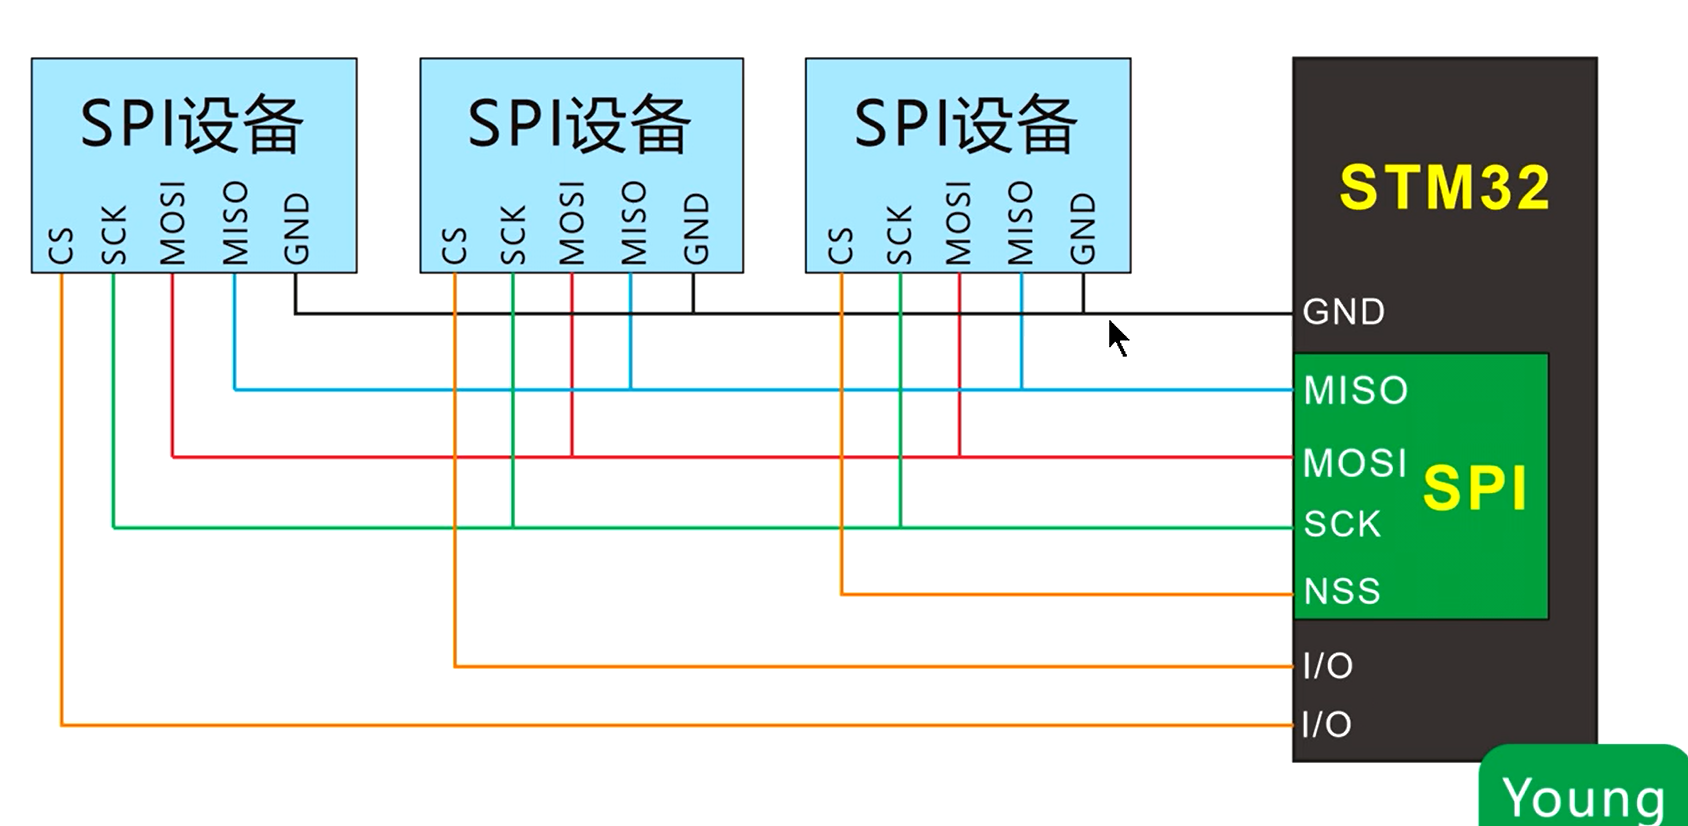 SPI设备
CS
SCK
MOSI
MISO
GND
SPI设备
CS
SCK
MOSI
MISO
GND
SPI设备
CS
SCK
MOSI
MISO
GND
STM32
GND
MISO
MOSI
SPI
SCK
NSS
I/O
I/O
Young